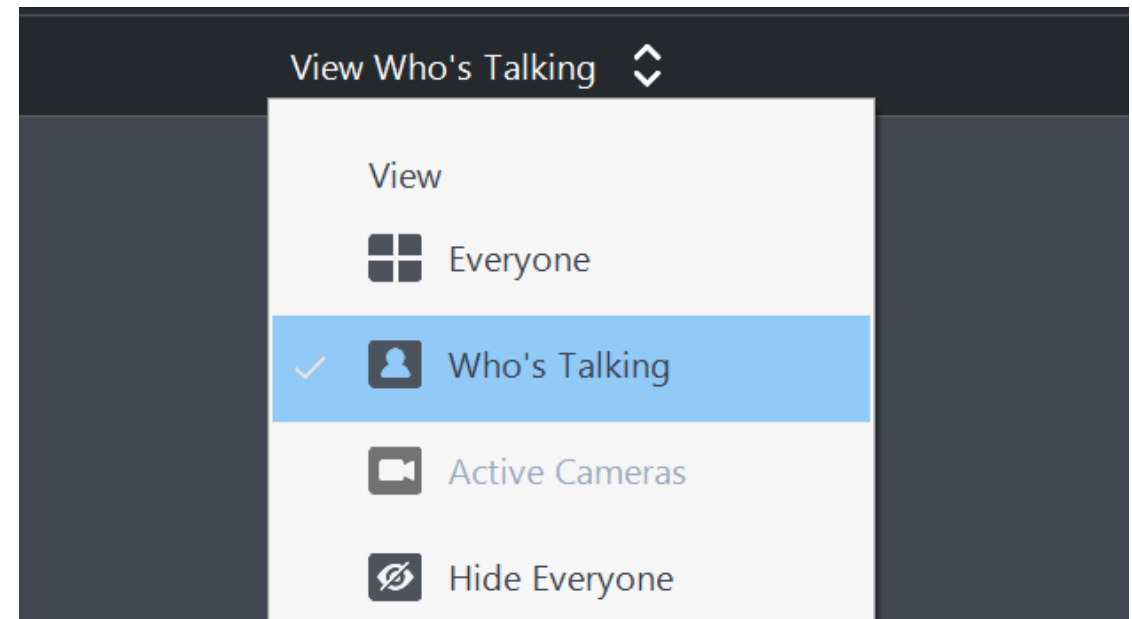 View Who's Talking
View
Everyone
Who's Talking
Active Cameras
Hide Everyone